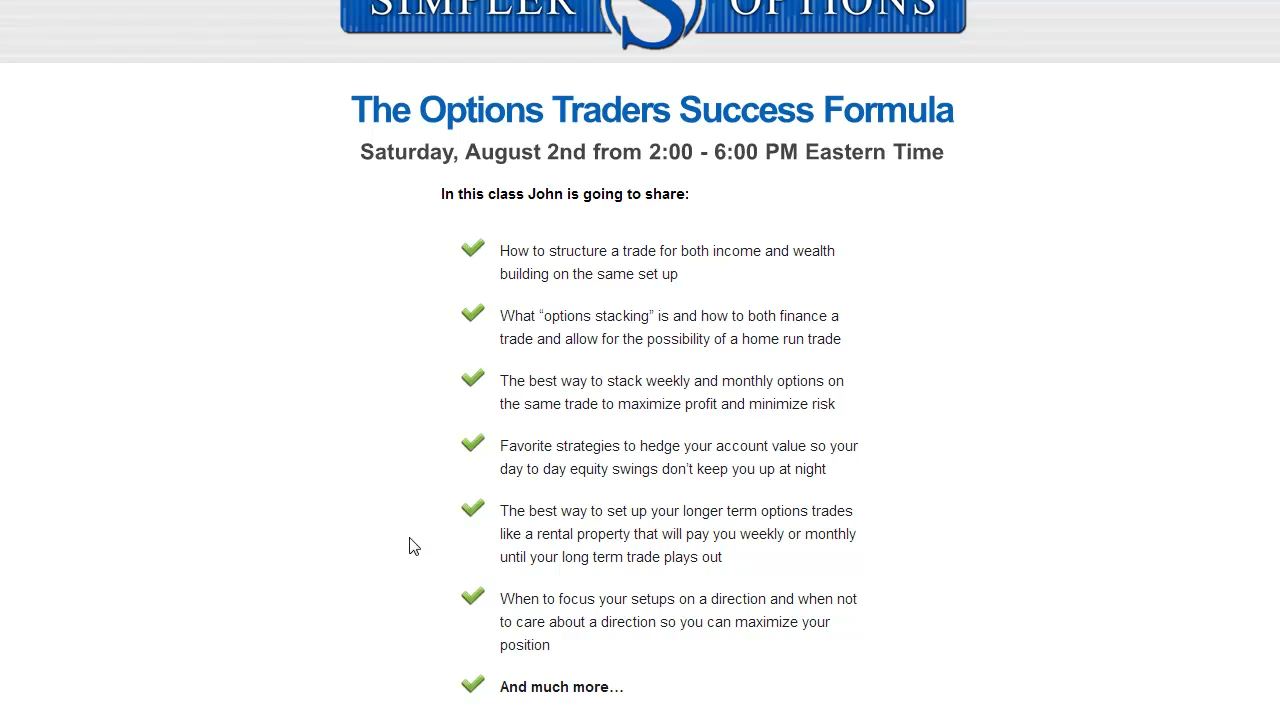 SIMPLER S OPTIONS
The Options Traders Success Formula
Saturday, August 2nd from 2:00 - 6:00 PM Eastern Time
In this class John is going to share:
How to structure a trade for both income and wealth
building on the same set up
What “options stacking” is and how to both finance a
trade and allow for the possibility of a home run trade
The best way to stack weekly and monthly options on
the same trade to maximize profit and minimize risk
Favorite strategies to hedge your account value so your
day to day equity swings don’t keep you up at night
The best way to set up your longer term options trades
like a rental property that will pay you weekly or monthly
until your long term trade plays out
When to focus your setups on a direction and when not
to care about a direction so you can maximize your
position
And much more…